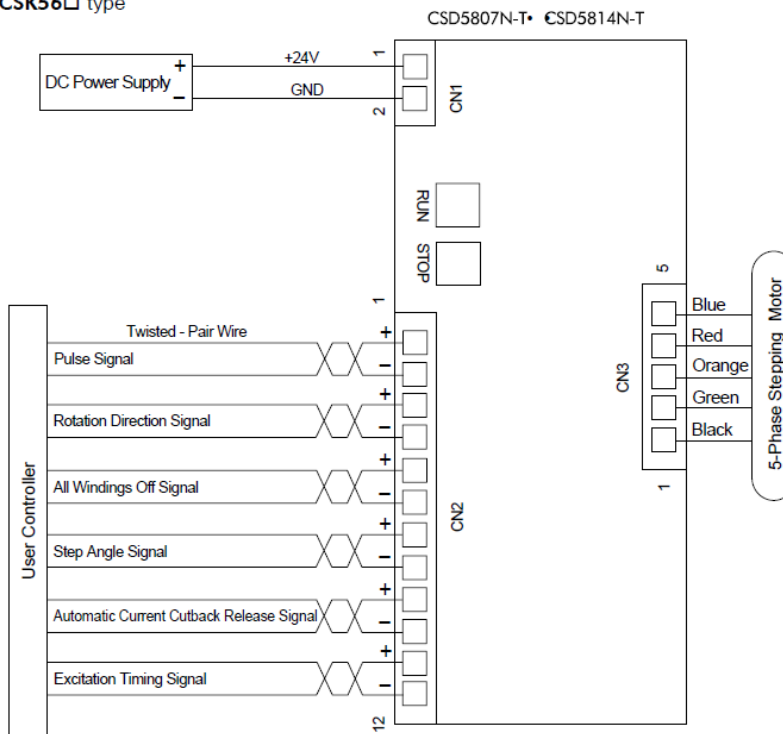 CSK56□ type
CSD5807N-T• CSD5814N-T
DC Power Supply
+
−
+24V
GND
1
2
CN1
RUN
STOP
1
User Controller
Twisted - Pair Wire
Pulse Signal
+
−
Rotation Direction Signal
+
−
All Windings Off Signal
+
−
Step Angle Signal
+
−
Automatic Current Cutback Release Signal
+
−
Excitation Timing Signal
+
−
12
CN2
5
CN3
1
Blue
Red
Orange
Green
Black
5-Phase Stepping Motor